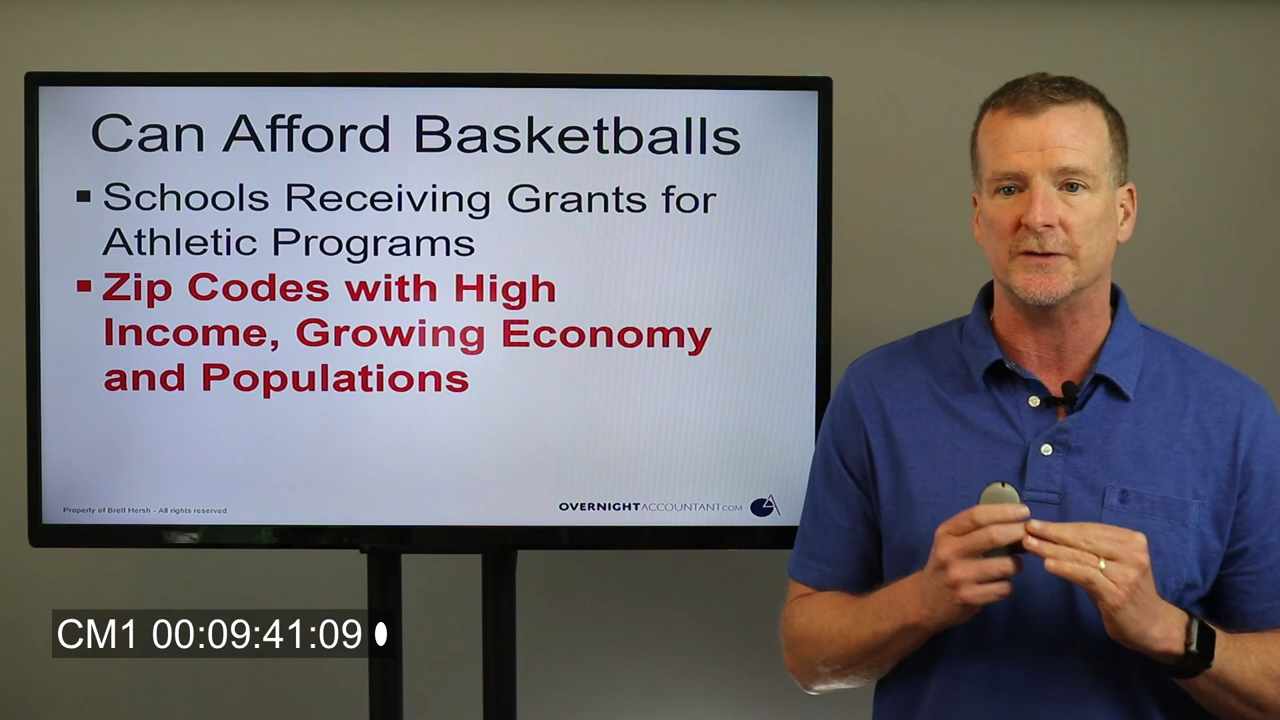 Can Afford Basketballs
▪ Schools Receiving Grants for
Athletic Programs
▪ Zip Codes with High
Income, Growing Economy
and Populations
Property of Brett Hersh - All rights reserved.
OVERNIGHTACCOUNTANT.COM
CM1 00:09:41:09